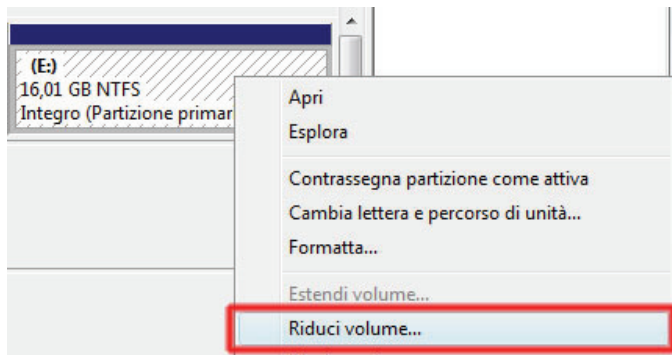 (E:)
16,01 GB NTFS
Integro (Partizione primar
Apri
Esplora
Contrassegna partizione come attiva
Cambia lettera e percorso di unità...
Formatta...
Estendi volume...
Riduci volume...